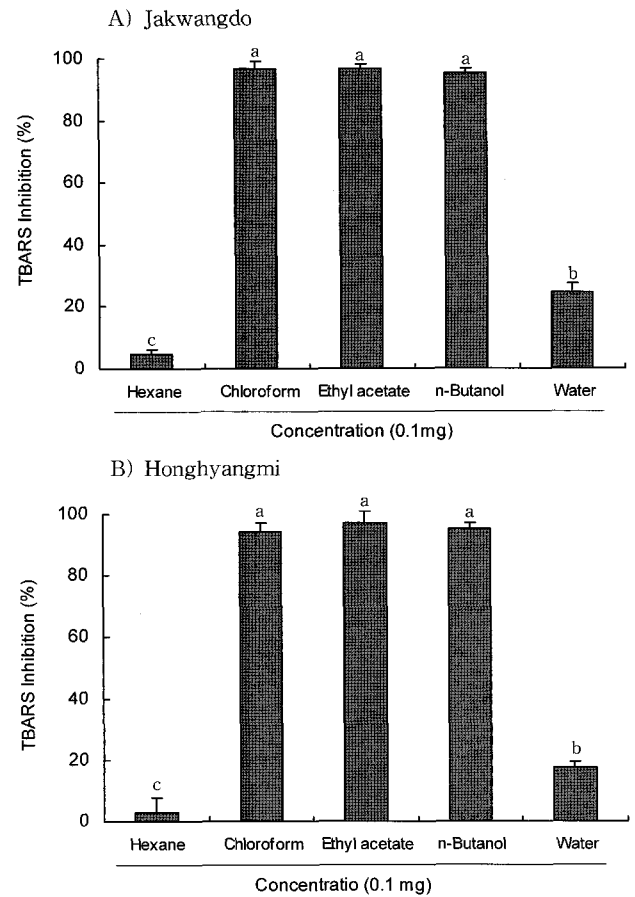 A) Jakwangdo
100
80
60
40
20
0
TBARS Inhibition (%)
a
a
a
b
c
Hexane Chloroform Ethyl acetate n-Butanol Water
Concentration (0.1mg)
B) Honghyangmi
100
80
60
40
20
0
TBARS Inhibition (%)
a
a
a
b
c
Hexane Chloroform Ethyl acetate n-Butanol Water
Concentratio (0.1 mg)